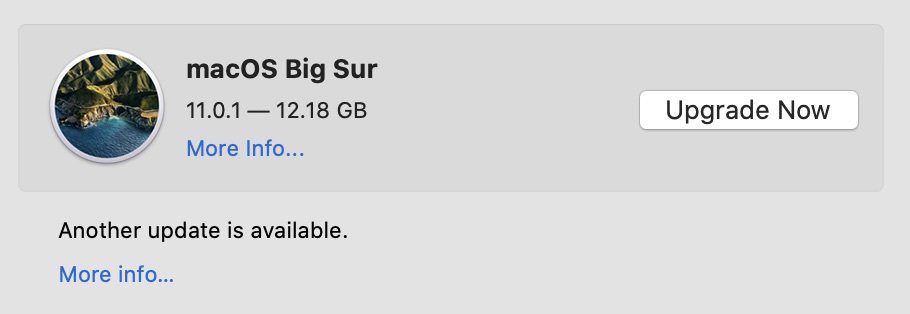 macOS Big Sur
11.0.1 — 12.18 GB
Upgrade Now
More Info...
Another update is available.
More info...